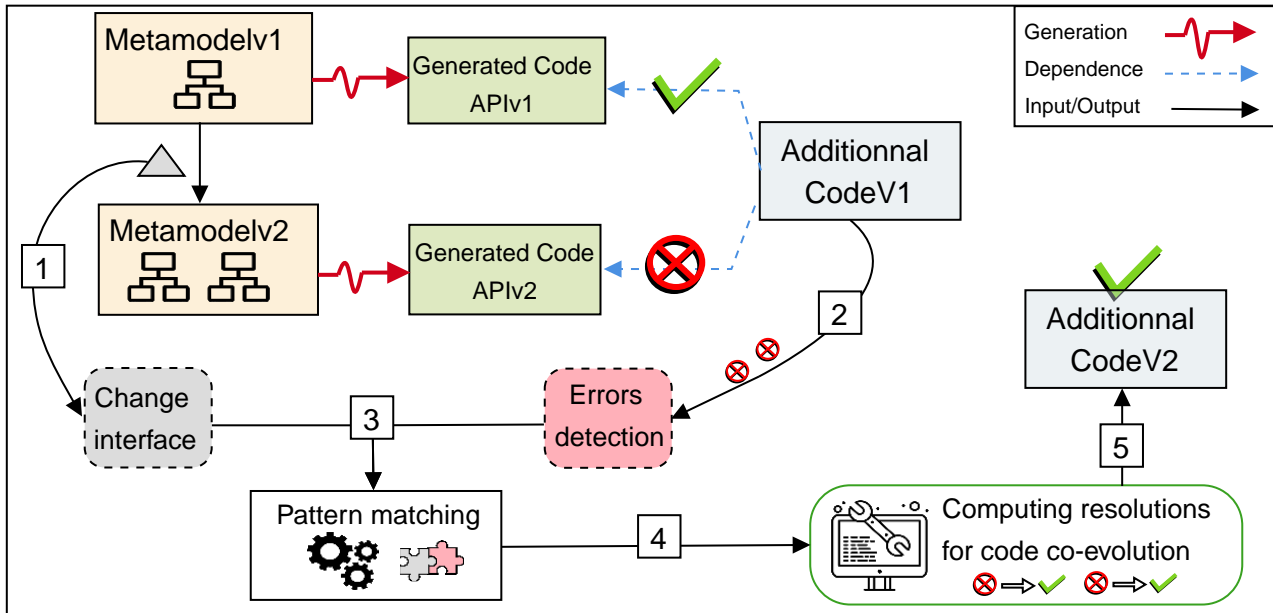 Metamodelv1
Generated Code
APIv1
Generation
Dependence
Input/Output
Additionnal
CodeV1
Metamodelv2
Generated Code
APIv2
1
2
Additionnal
CodeV2
Change
interface
3
Errors
detection
5
Pattern matching
4
Computing resolutions
for code co-evolution